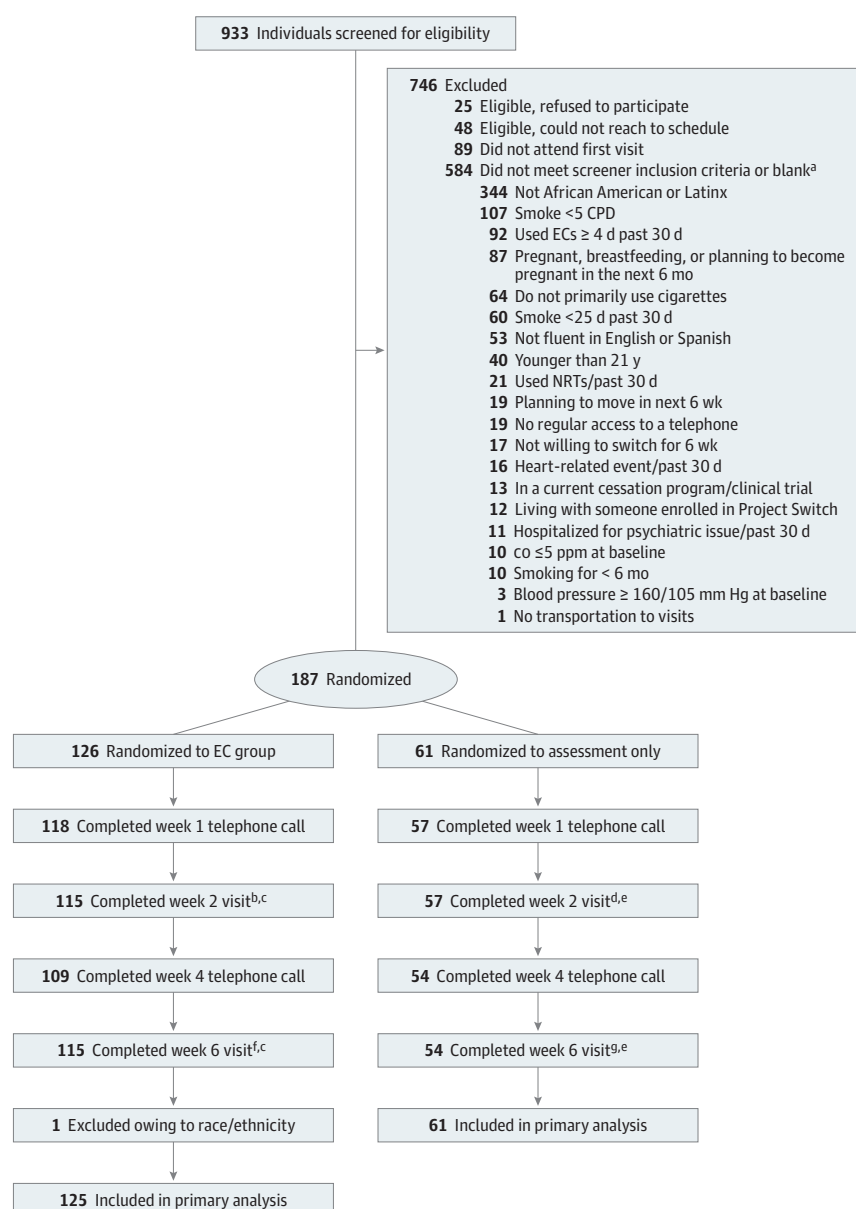 933 Individuals screened for eligibility
746 Excluded
25 Eligible, refused to participate
48 Eligible, could not reach to schedule
89 Did not attend first visit
584 Did not meet screener inclusion criteria or blankᵃ
344 Not African American or Latinx
107 Smoke <5 CPD
92 Used ECs ≥ 4 d past 30 d
87 Pregnant, breastfeeding, or planning to become
pregnant in the next 6 mo
64 Do not primarily use cigarettes
60 Smoke <25 d past 30 d
53 Not fluent in English or Spanish
40 Younger than 21 y
21 Used NRTs/past 30 d
19 Planning to move in next 6 wk
19 No regular access to a telephone
17 Not willing to switch for 6 wk
16 Heart-related event/past 30 d
13 In a current cessation program/clinical trial
12 Living with someone enrolled in Project Switch
11 Hospitalized for psychiatric issue/past 30 d
10 CO ≤5 ppm at baseline
10 Smoking for < 6 mo
3 Blood pressure ≥ 160/105 mm Hg at baseline
1 No transportation to visits
187 Randomized
126 Randomized to EC group
61 Randomized to assessment only
118 Completed week 1 telephone call
57 Completed week 1 telephone call
115 Completed week 2 visitᵇ,ᶜ
57 Completed week 2 visitᵈ,ᵉ
109 Completed week 4 telephone call
54 Completed week 4 telephone call
115 Completed week 6 visitᶠ,ᶜ
54 Completed week 6 visitᵍ,ᵉ
1 Excluded owing to race/ethnicity
61 Included in primary analysis
125 Included in primary analysis